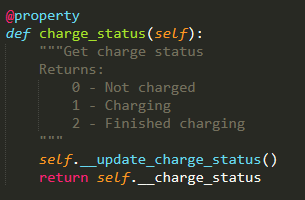 @property
def charge_status(self):
    """Get charge status
    Returns:
        0 - Not charged
        1 - Charging
        2 - Finished charging
    """
    self.__update_charge_status()
    return self.__charge_status